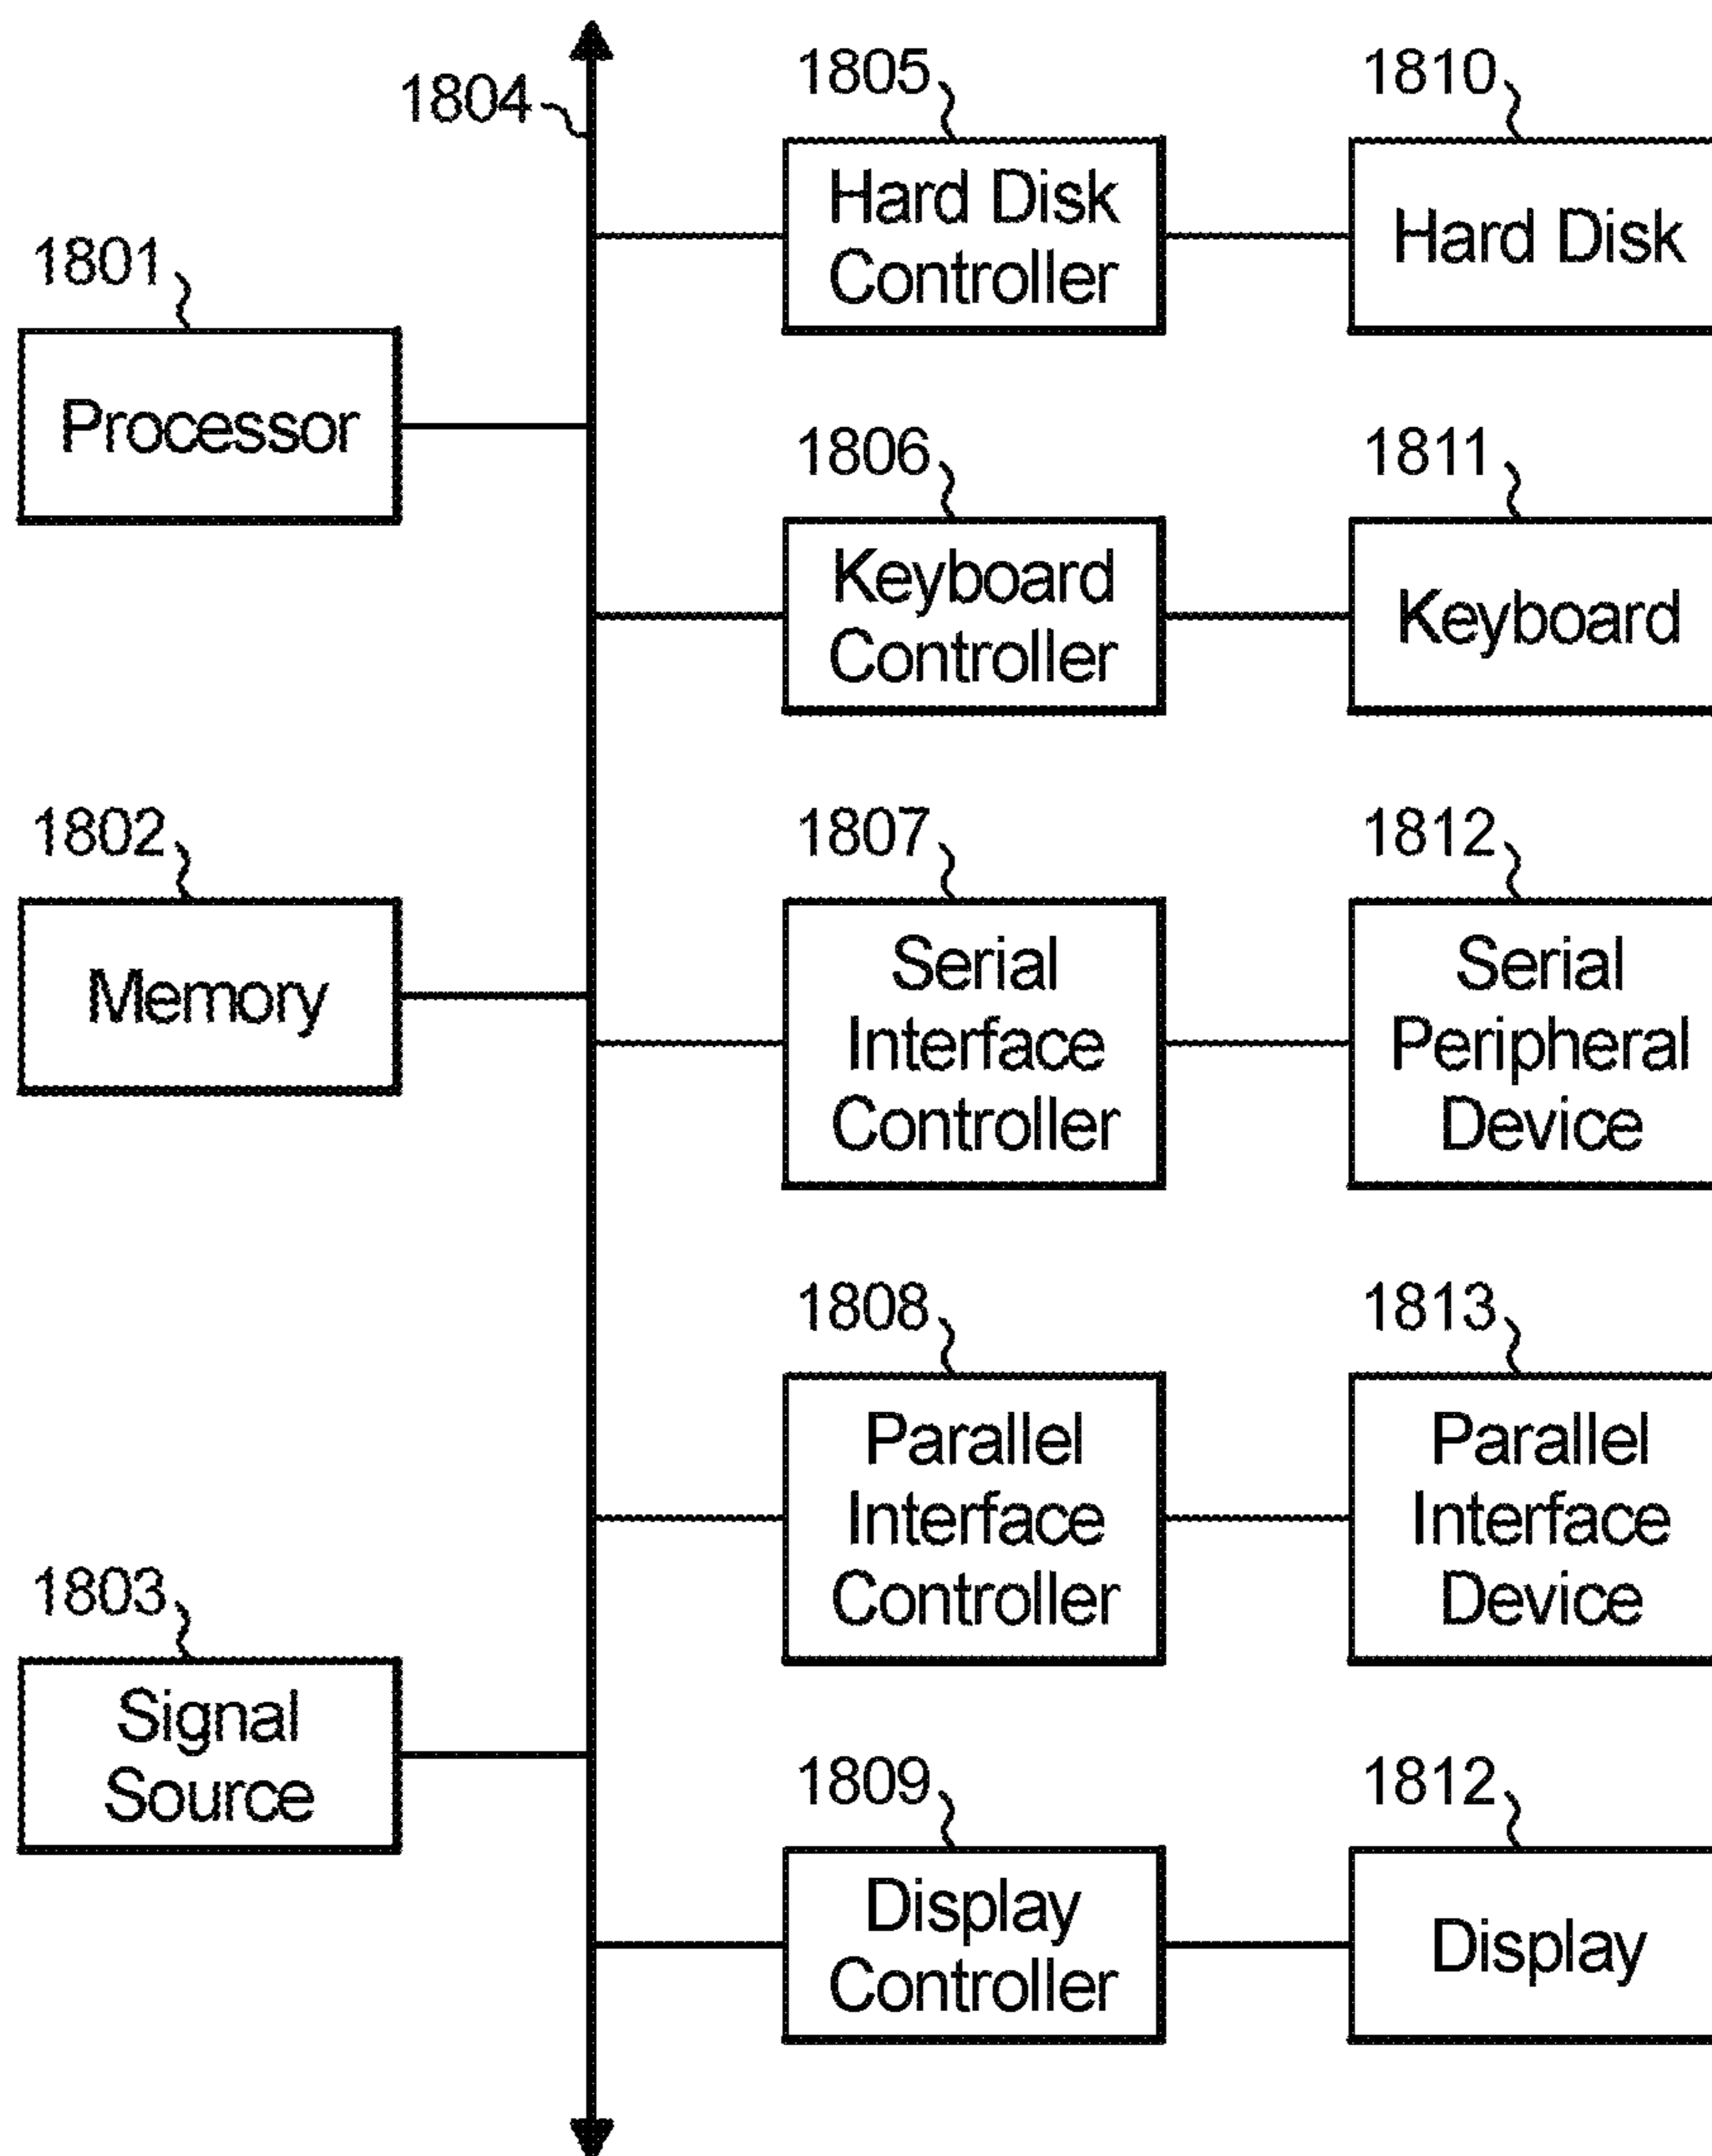 1804
1805
1810
Hard Disk
Controller
Hard Disk
1801
Processor
1806
1811
Keyboard
Controller
Keyboard
1802
Memory
1807
1812
Serial
Interface
Controller
Serial
Peripheral
Device
1808
1813
Parallel
Interface
Controller
Parallel
Interface
Device
1803
Signal
Source
1809
1812
Display
Controller
Display